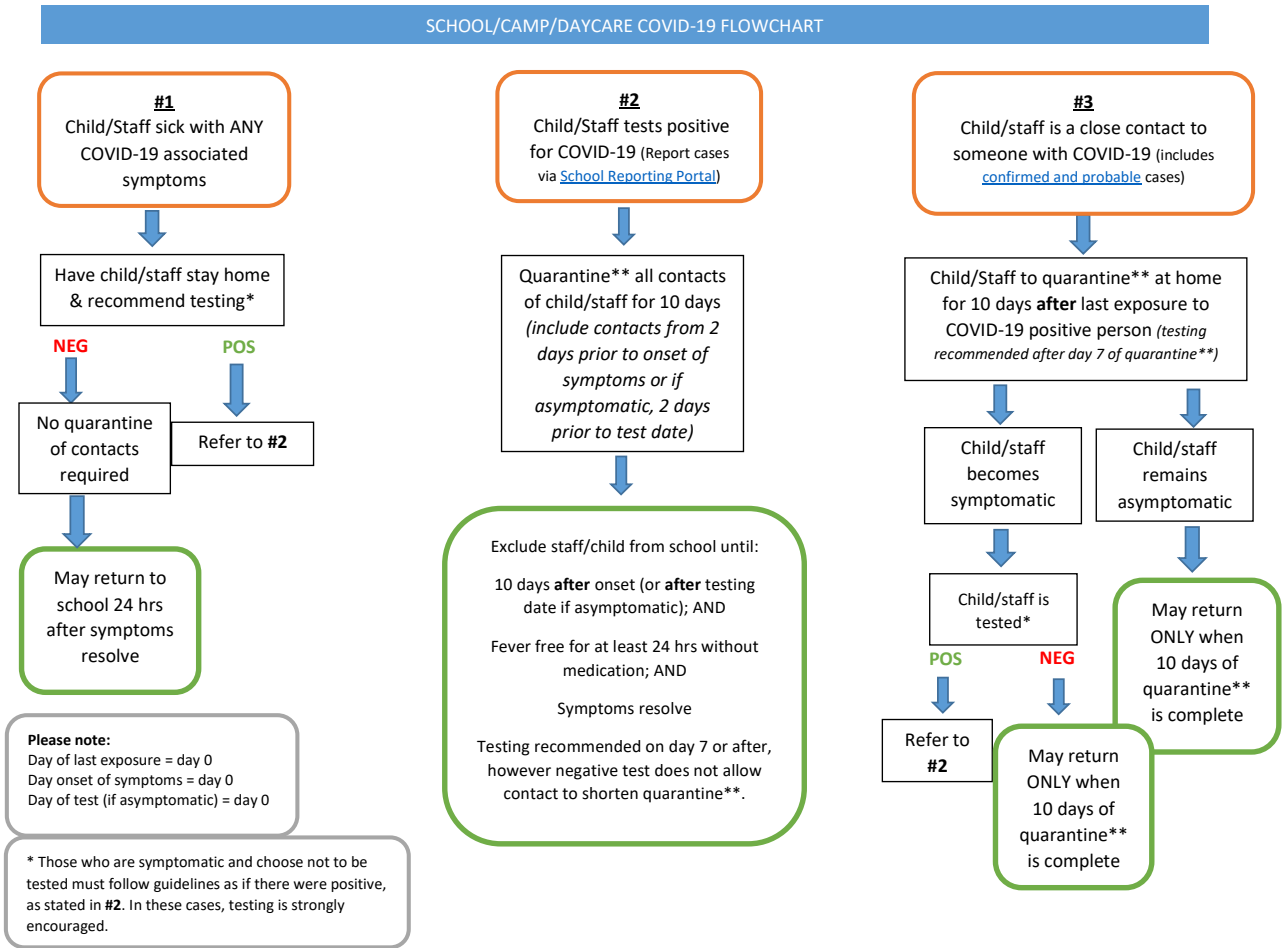 SCHOOL/CAMP/DAYCARE COVID-19 FLOWCHART
#1
Child/Staff sick with ANY
COVID-19 associated
symptoms
Have child/staff stay home
& recommend testing*
NEG
POS
No quarantine
of contacts
required
Refer to #2
May return to
school 24 hrs
after symptoms
resolve
Please note:
Day of last exposure = day 0
Day onset of symptoms = day 0
Day of test (if asymptomatic) = day 0
* Those who are symptomatic and choose not to be
tested must follow guidelines as if there were positive,
as stated in #2. In these cases, testing is strongly
encouraged.
#2
Child/Staff tests positive
for COVID-19 (Report cases
via School Reporting Portal)
Quarantine** all contacts
of child/staff for 10 days
(include contacts from 2
days prior to onset of
symptoms or if
asymptomatic, 2 days
prior to test date)
Exclude staff/child from school until:
10 days after onset (or after testing
date if asymptomatic); AND
Fever free for at least 24 hrs without
medication; AND
Symptoms resolve
Testing recommended on day 7 or after,
however negative test does not allow
contact to shorten quarantine**.
#3
Child/staff is a close contact to
someone with COVID-19 (includes
confirmed and probable cases)
Child/Staff to quarantine** at home
for 10 days after last exposure to
COVID-19 positive person (testing
recommended after day 7 of quarantine**)
Child/staff
becomes
symptomatic
Child/staff
remains
asymptomatic
Child/staff is
tested*
POS
NEG
Refer to
#2
May return
ONLY when
10 days of
quarantine**
is complete
May return
ONLY when
10 days of
quarantine**
is complete